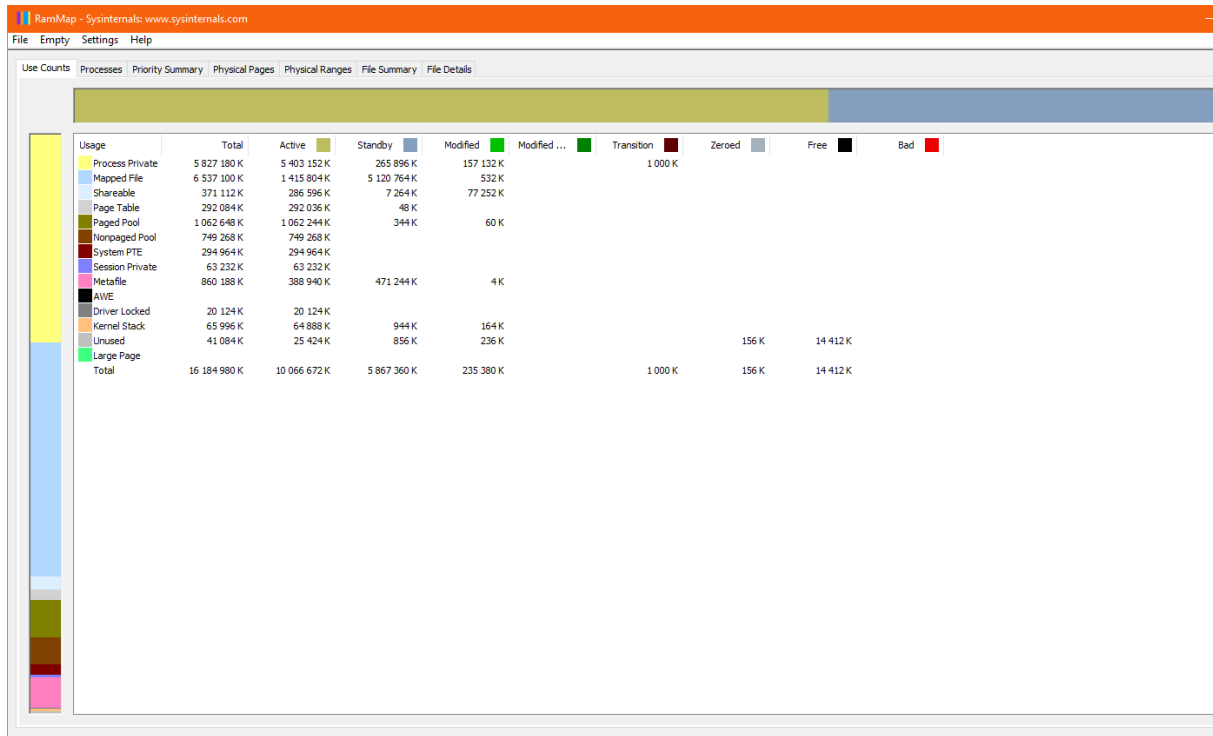 RamMap - Sysinternals: www.sysinternals.com
File Empty Settings Help
Use Counts Processes Priority Summary Physical Pages Physical Ranges File Summary File Details
Usage Total Active Standby Modified Modified ... Transition Zeroed Free Bad
Process Private 5 827 180 K 5 403 152 K 265 896 K 157 132 K 1 000 K
Mapped File 6 537 100 K 1 415 804 K 5 120 764 K 532 K
Shareable 371 112 K 286 596 K 7 264 K 77 252 K
Page Table 292 084 K 292 036 K 48 K
Paged Pool 1 062 648 K 1 062 244 K 344 K 60 K
Nonpaged Pool 749 268 K 749 268 K
System PTE 294 964 K 294 964 K
Session Private 63 232 K 63 232 K
Metafile 860 188 K 388 940 K 471 244 K 4 K
AWE
Driver Locked 20 124 K 20 124 K
Kernel Stack 65 996 K 64 888 K 944 K 164 K
Unused 41 084 K 25 424 K 856 K 236 K 156 K 14 412 K
Large Page
Total 16 184 980 K 10 066 672 K 5 867 360 K 235 380 K 1 000 K 156 K 14 412 K